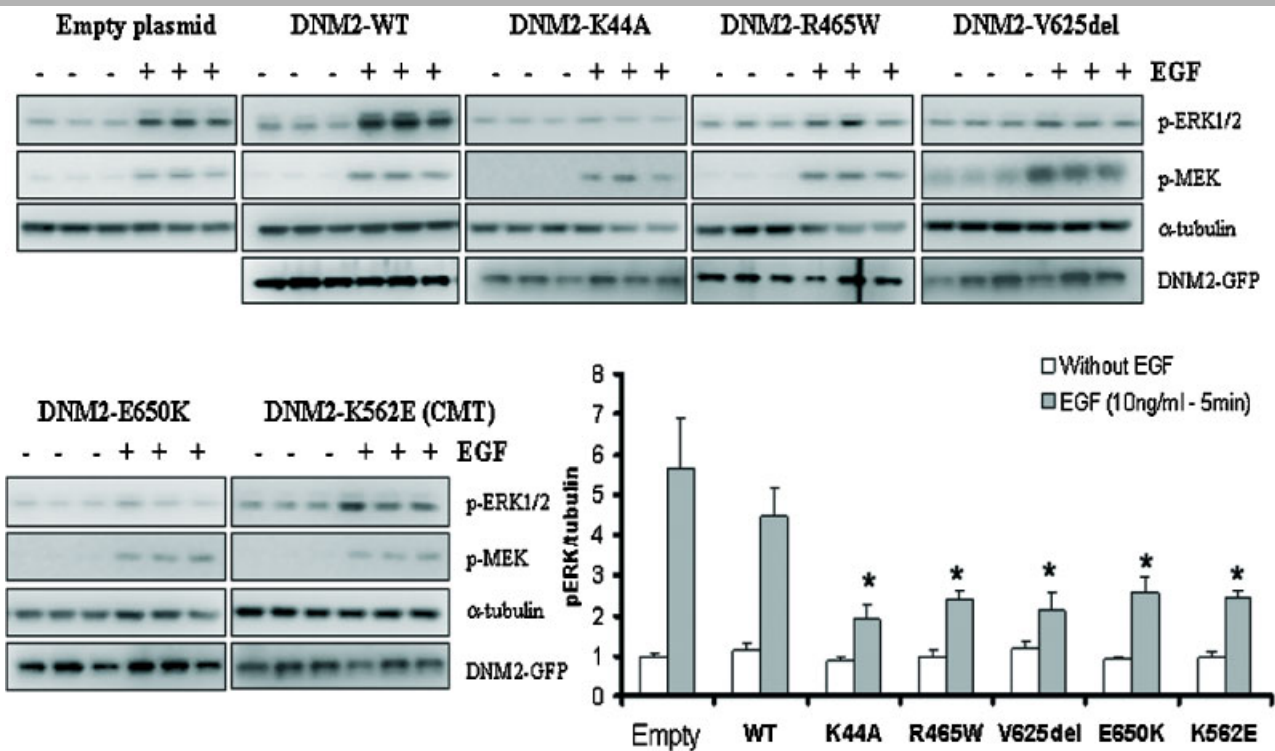 Empty plasmid DNM2-WT DNM2-K44A DNM2-R465W DNM2-V625del
- - - + + + - - - + + + - - - + + + - - - + + + - - - + + + EGF
p-ERK1/2
p-MEK
α-tubulin
DNM2-GFP
DNM2-E650K DNM2-K562E (CMT)
- - - + + + - - - + + + EGF
p-ERK1/2
p-MEK
α-tubulin
DNM2-GFP
Without EGF
EGF (10ng/ml - 5min)
pERK/tubulin
8
7
6
5
4
3
2
1
0
* * * * *
Empty WT K44A R465W V625del E650K K562E